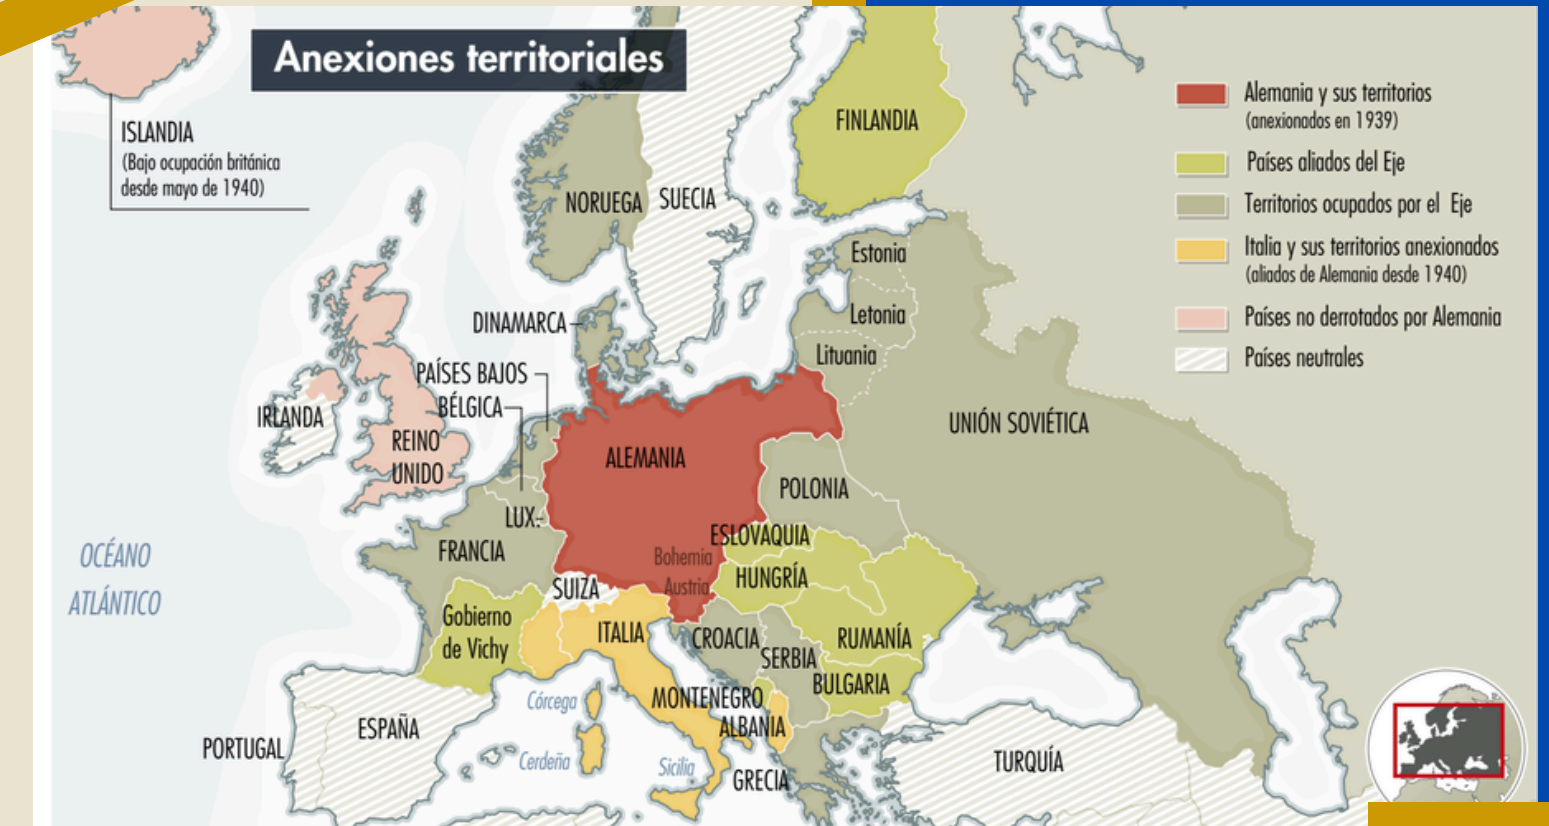 Anexiones territoriales
ISLANDIA
(Bajo ocupación británica
desde mayo de 1940)
Alemania y sus territorios
(anexionados en 1939)
Países aliados del Eje
Territorios ocupados por el Eje
Italia y sus territorios anexionados
(aliados de Alemania desde 1940)
Países no derrotados por Alemania
Países neutrales
FINLANDIA
NORUEGA
SUECIA
Estonia
Letonia
Lituania
DINAMARCA
PAÍSES BAJOS
BÉLGICA
IRLANDA
REINO
UNIDO
UNIÓN SOVIÉTICA
ALEMANIA
POLONIA
LUX.
FRANCIA
ESLOVAQUIA
Bohemia
Austria
HUNGRÍA
SUIZA
OCÉANO
ATLÁNTICO
Gobierno
de Vichy
ITALIA
CROACIA
SERBIA
RUMANÍA
BULGARIA
MONTENEGRO
ALBANIA
Córcega
Cerdeña
Sicilia
ESPAÑA
PORTUGAL
GRECIA
TURQUÍA